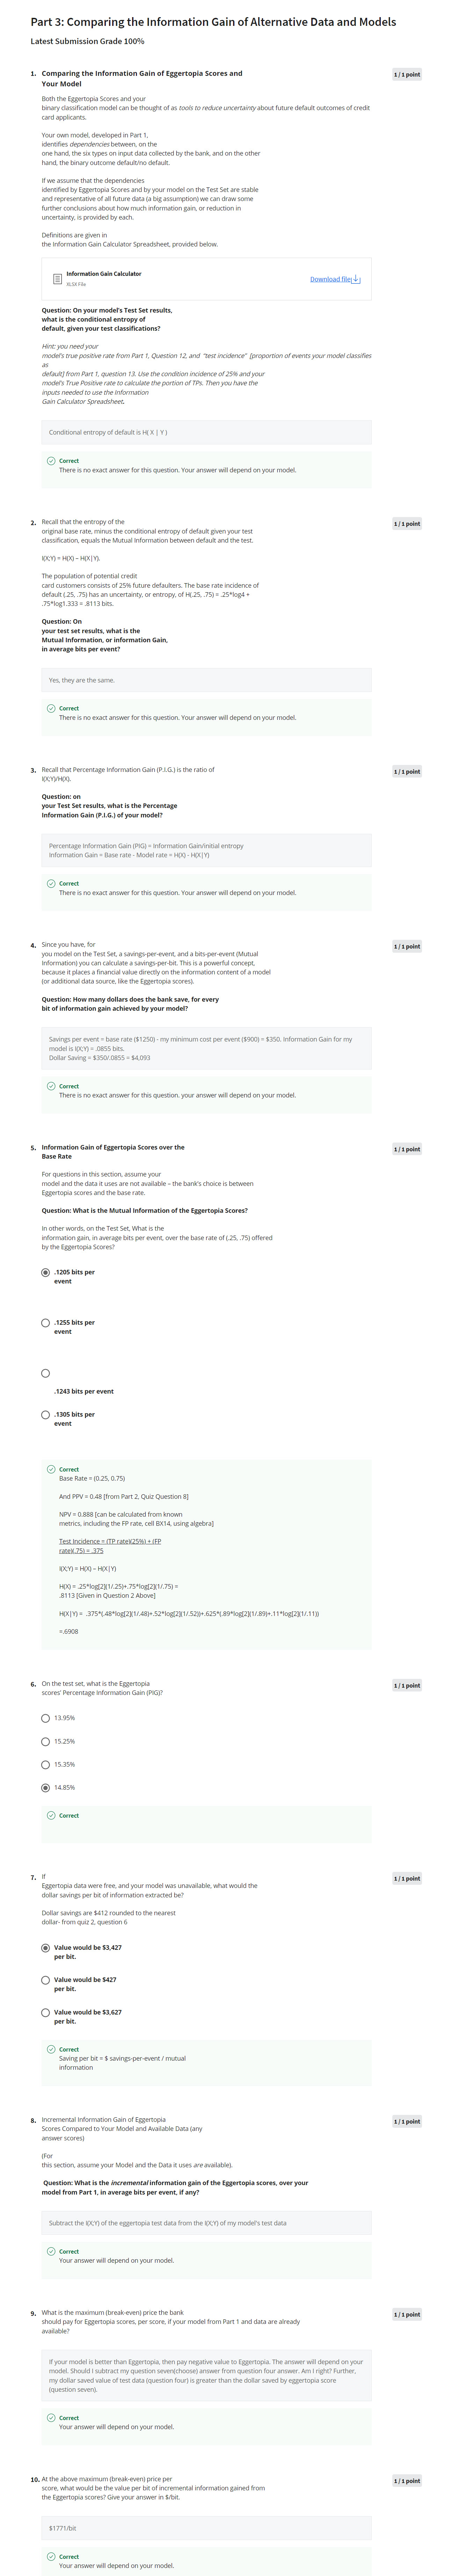 Part 3: Comparing the Information Gain of Alternative Data and Models
Latest Submission Grade 100%
1. Comparing the Information Gain of Eggertopia Scores and
Your Model
1 / 1 point
Both the Eggertopia Scores and your
binary classification model can be thought of as tools to reduce uncertainty about future default outcomes of credit
card applicants.
Your own model, developed in Part 1,
identifies dependencies between, on the
one hand, the six types on input data collected by the bank, and on the other
hand, the binary outcome default/no default.
If we assume that the dependencies
identified by Eggertopia Scores and by your model on the Test Set are stable
and representative of all future data (a big assumption) we can draw some
further conclusions about how much information gain, or reduction in
uncertainty, is provided by each.
Definitions are given in
the Information Gain Calculator Spreadsheet, provided below.
Information Gain Calculator
XLSX File
Download file
Question: On your model's Test Set results,
what is the conditional entropy of
default, given your test classifications?
Hint: you need your
model's true positive rate from Part 1, Question 12, and "test incidence" [proportion of events your model classifies
as
default] from Part 1, question 13. Use the condition incidence of 25% and your
model's True Positive rate to calculate the portion of TPs. Then you have the
inputs needed to use the Information
Gain Calculator Spreadsheet.
Conditional entropy of default is H( X | Y )
Correct
There is no exact answer for this question. Your answer will depend on your model.
2. Recall that the entropy of the
original base rate, minus the conditional entropy of default given your test
classification, equals the Mutual Information between default and the test.
1 / 1 point
I(X;Y) = H(X) – H(X|Y).
The population of potential credit
card customers consists of 25% future defaulters. The base rate incidence of
default (.25, .75) has an uncertainty, or entropy, of H(.25, .75) = .25*log4 +
.75*log1.333 = .8113 bits.
Question: On
your test set results, what is the
Mutual Information, or information Gain,
in average bits per event?
Yes, they are the same.
Correct
There is no exact answer for this question. Your answer will depend on your model.
3. Recall that Percentage Information Gain (P.I.G.) is the ratio of
I(X;Y)/H(X).
1 / 1 point
Question: on
your Test Set results, what is the Percentage
Information Gain (P.I.G.) of your model?
Percentage Information Gain (PIG) = Information Gain/initial entropy
Information Gain = Base rate - Model rate = H(X) - H(X|Y)
Correct
There is no exact answer for this question. Your answer will depend on your model.
4. Since you have, for
you model on the Test Set, a savings-per-event, and a bits-per-event (Mutual
Information) you can calculate a savings-per-bit. This is a powerful concept,
because it places a financial value directly on the information content of a model
(or additional data source, like the Eggertopia scores).
1 / 1 point
Question: How many dollars does the bank save, for every
bit of information gain achieved by your model?
Savings per event = base rate ($1250) - my minimum cost per event ($900) = $350. Information Gain for my
model is I(X;Y) = .0855 bits.
Dollar Saving = $350/.0855 = $4,093
Correct
There is no exact answer for this question. your answer will depend on your model.
5. Information Gain of Eggertopia Scores over the
Base Rate
1 / 1 point
For questions in this section, assume your
model and the data it uses are not available – the bank's choice is between
Eggertopia scores and the base rate.
Question: What is the Mutual Information of the Eggertopia Scores?
In other words, on the Test Set, What is the
information gain, in average bits per event, over the base rate of (.25, .75) offered
by the Eggertopia Scores?
.1205 bits per
event
.1255 bits per
event
.1243 bits per event
.1305 bits per
event
Correct
Base Rate = (0.25, 0.75)
And PPV = 0.48 [from Part 2, Quiz Question 8]
NPV = 0.888 [can be calculated from known
metrics, including the FP rate, cell BX14, using algebra]
Test Incidence = (TP rate)(25%) + (FP
rate)(.75) = .375
I(X;Y) = H(X) – H(X|Y)
H(X) = .25*log[2](1/.25)+.75*log[2](1/.75) =
.8113 [Given in Question 2 Above]
H(X|Y) = .375*(.48*log[2](1/.48)+.52*log[2](1/.52))+.625*(.89*log[2](1/.89)+.11*log[2](1/.11))
=.6908
6. On the test set, what is the Eggertopia
scores' Percentage Information Gain (PIG)?
1 / 1 point
13.95%
15.25%
15.35%
14.85%
Correct
7. If
Eggertopia data were free, and your model was unavailable, what would the
dollar savings per bit of information extracted be?
1 / 1 point
Dollar savings are $412 rounded to the nearest
dollar- from quiz 2, question 6
Value would be $3,427
per bit.
Value would be $427
per bit.
Value would be $3,627
per bit.
Correct
Saving per bit = $ savings-per-event / mutual
information
8. Incremental Information Gain of Eggertopia
Scores Compared to Your Model and Available Data (any
answer scores)
1 / 1 point
(For
this section, assume your Model and the Data it uses are available).
Question: What is the incremental information gain of the Eggertopia scores, over your
model from Part 1, in average bits per event, if any?
Subtract the I(X;Y) of the eggertopia test data from the I(X;Y) of my model's test data
Correct
Your answer will depend on your model.
9. What is the maximum (break-even) price the bank
should pay for Eggertopia scores, per score, if your model from Part 1 and data are already
available?
1 / 1 point
If your model is better than Eggertopia, then pay negative value to Eggertopia. The answer will depend on your
model. Should I subtract my question seven(choose) answer from question four answer. Am I right? Further,
my dollar saved value of test data (question four) is greater than the dollar saved by eggertopia score
(question seven).
Correct
Your answer will depend on your model.
10. At the above maximum (break-even) price per
score, what would be the value per bit of incremental information gained from
the Eggertopia scores? Give your answer in $/bit.
1 / 1 point
$1771/bit
Correct
Your answer will depend on your model.